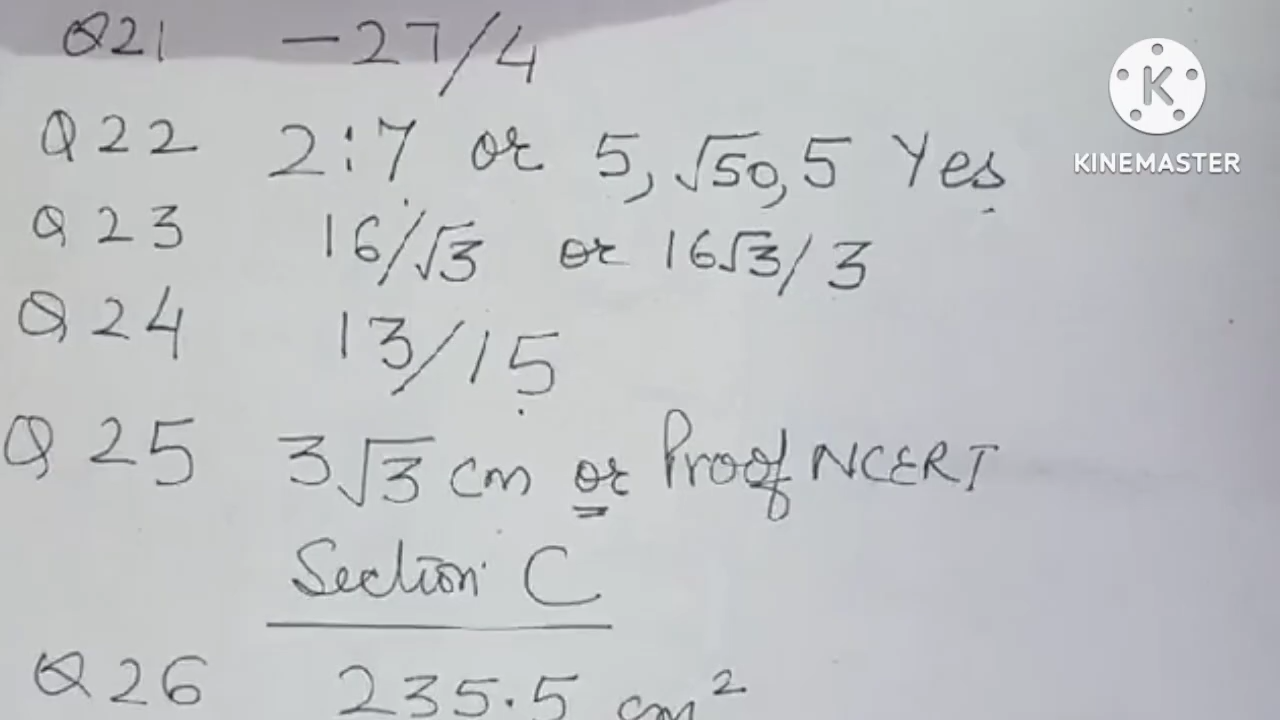 Q21 -27/4
Q22 2:7 or 5, √50, 5 Yes
Q23 16/√3 or 16√3/3
Q24 13/15
Q25 3√3 cm or Proof NCERT
Section C
Q26 235.5 cm²
KINEMASTER